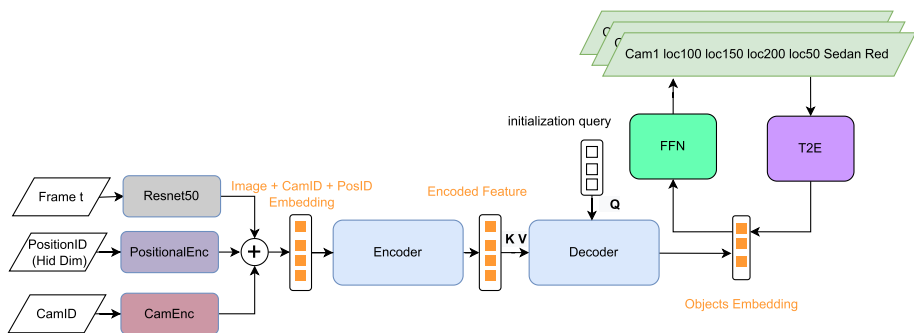 C
C
Cam1 loc100 loc150 loc200 loc50 Sedan Red
initialization query
FFN
T2E
Image + CamID + PosID
Embedding
Encoded Feature
Q
Frame t
Resnet50
PositionID
(Hid Dim)
PositionalEnc
+
Encoder
K V
Decoder
Objects Embedding
CamID
CamEnc